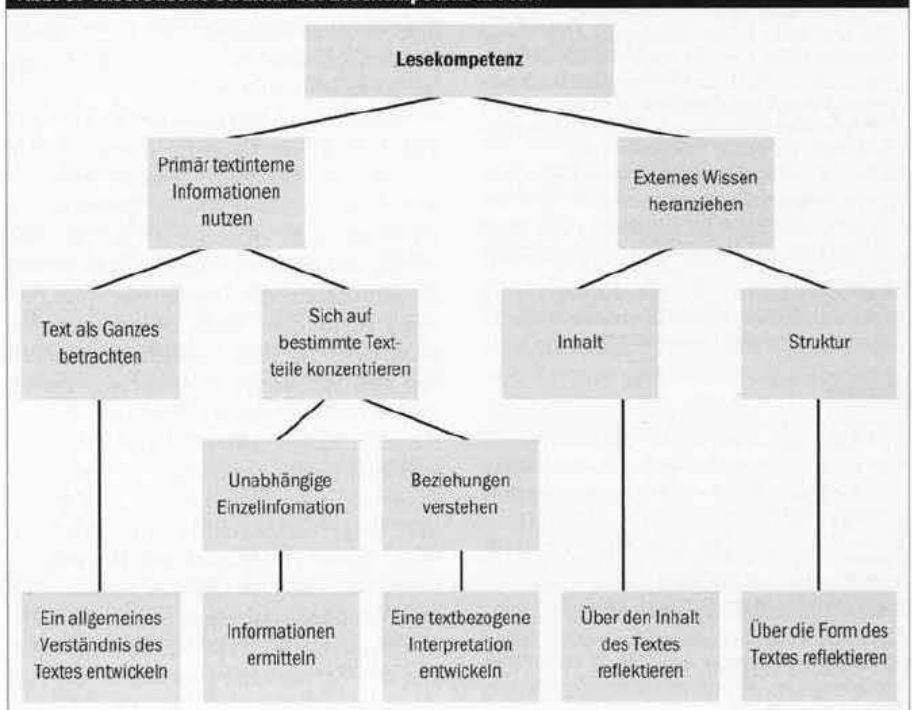 Lesekompetenz
Primär textinterne
Informationen
nutzen
Externes Wissen
heranziehen
Text als Ganzes
betrachten
Sich auf
bestimmte Text-
teile konzentrieren
Inhalt
Struktur
Unabhängige
Einzelinfomation
Beziehungen
verstehen
Ein allgemeines
Verständnis des
Textes entwickeln
Informationen
ermitteln
Eine textbezogene
Interpretation
entwickeln
Über den Inhalt
des Textes
reflektieren
Über die Form des
Textes reflektieren